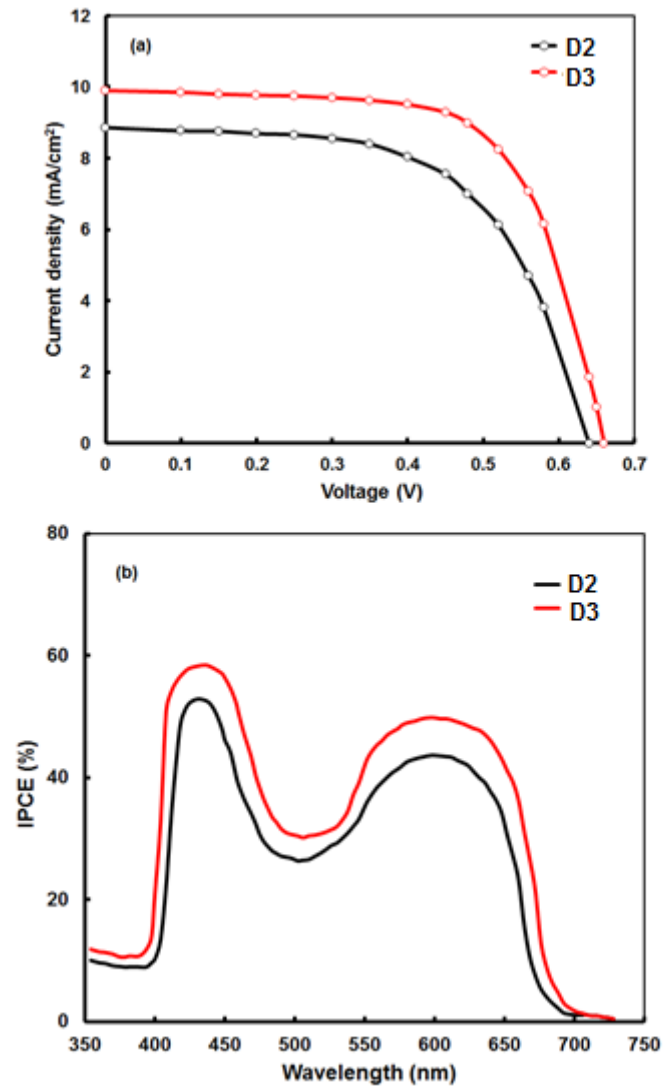 (a)
D2
D3
12
10
8
6
4
2
0
Current density (mA/cm²)
0 0.1 0.2 0.3 0.4 0.5 0.6 0.7
Voltage (V)
(b)
D2
D3
80
60
40
20
0
IPCE (%)
350 400 450 500 550 600 650 700 750
Wavelength (nm)